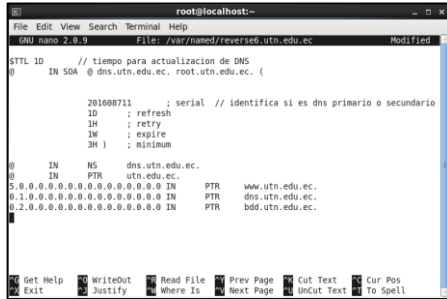 root@localhost:~
File Edit View Search Terminal Help
GNU nano 2.0.9 File: /var/named/reverse6.utn.edu.ec Modified
$TTL 1D // tiempo para actualizacion de DNS
@ IN SOA @ dns.utn.edu.ec. root.utn.edu.ec. (
201608711 ; serial // identifica si es dns primario o secundario
1D ; refresh
1H ; retry
1W ; expire
3H ) ; minimum
@ IN NS dns.utn.edu.ec.
@ IN PTR utn.edu.ec.
5.0.0.0.0.0.0.0.0.0.0.0.0.0.0.0 IN PTR www.utn.edu.ec.
0.1.0.0.0.0.0.0.0.0.0.0.0.0.0.0 IN PTR dns.utn.edu.ec.
0.2.0.0.0.0.0.0.0.0.0.0.0.0.0.0 IN PTR bdd.utn.edu.ec.
^G Get Help ^O WriteOut ^R Read File ^Y Prev Page ^K Cut Text ^C Cur Pos
^X Exit ^J Justify ^W Where Is ^V Next Page ^U UnCut Text ^T To Spell